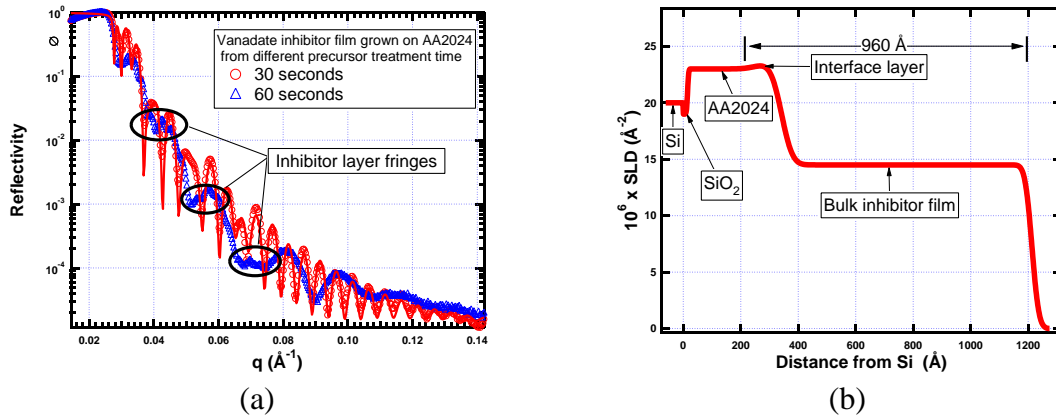 Vanadate inhibitor film grown on AA2024
from different precursor treatment time
30 seconds
60 seconds
Inhibitor layer fringes
Reflectivity
10⁰
10⁻¹
10⁻²
10⁻³
10⁻⁴
0.02 0.04 0.06 0.08 0.10 0.12 0.14
q (Å⁻¹)
(a)
960 Å
Interface layer
AA2024
Si
SiO₂
Bulk inhibitor film
10⁶ x SLD (Å⁻²)
25
20
15
10
5
0
0 200 400 600 800 1000 1200
Distance from Si (Å)
(b)